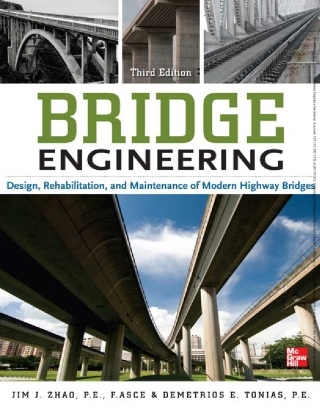 Third Edition
BRIDGE
ENGINEERING
Design, Rehabilitation, and Maintenance of Modern Highway Bridges
Mc
Graw
Hill
JIM J. ZHAO, P.E., F.ASCE & DEMETRIOS E. TONIAS, P.E.